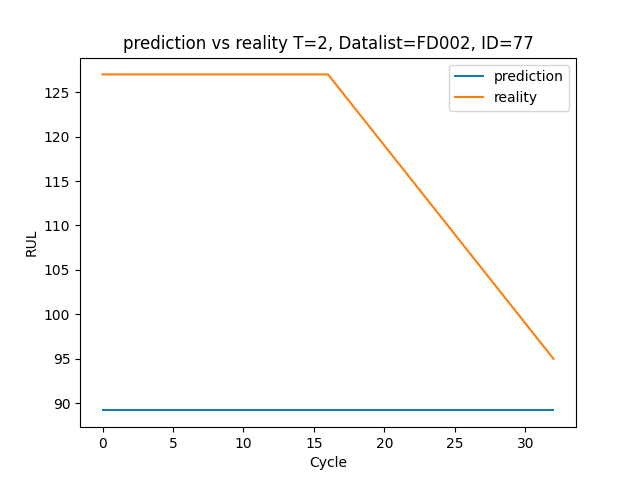 prediction vs reality T=2, Datalist=FD002, ID=77
prediction
reality
125
120
115
110
105
100
95
90
RUL
0 5 10 15 20 25 30
Cycle